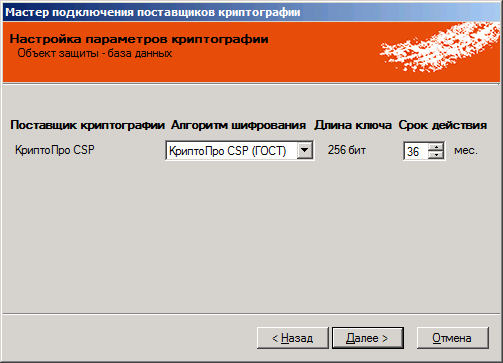 Мастер подключения поставщиков криптографии
Настройка параметров криптографии
Объект защиты - база данных
Поставщик криптографии Алгоритм шифрования Длина ключа Срок действия
КриптоПро CSP КриптоПро CSP (ГОСТ) 256 бит 36 мес.
< Назад Далее > Отмена